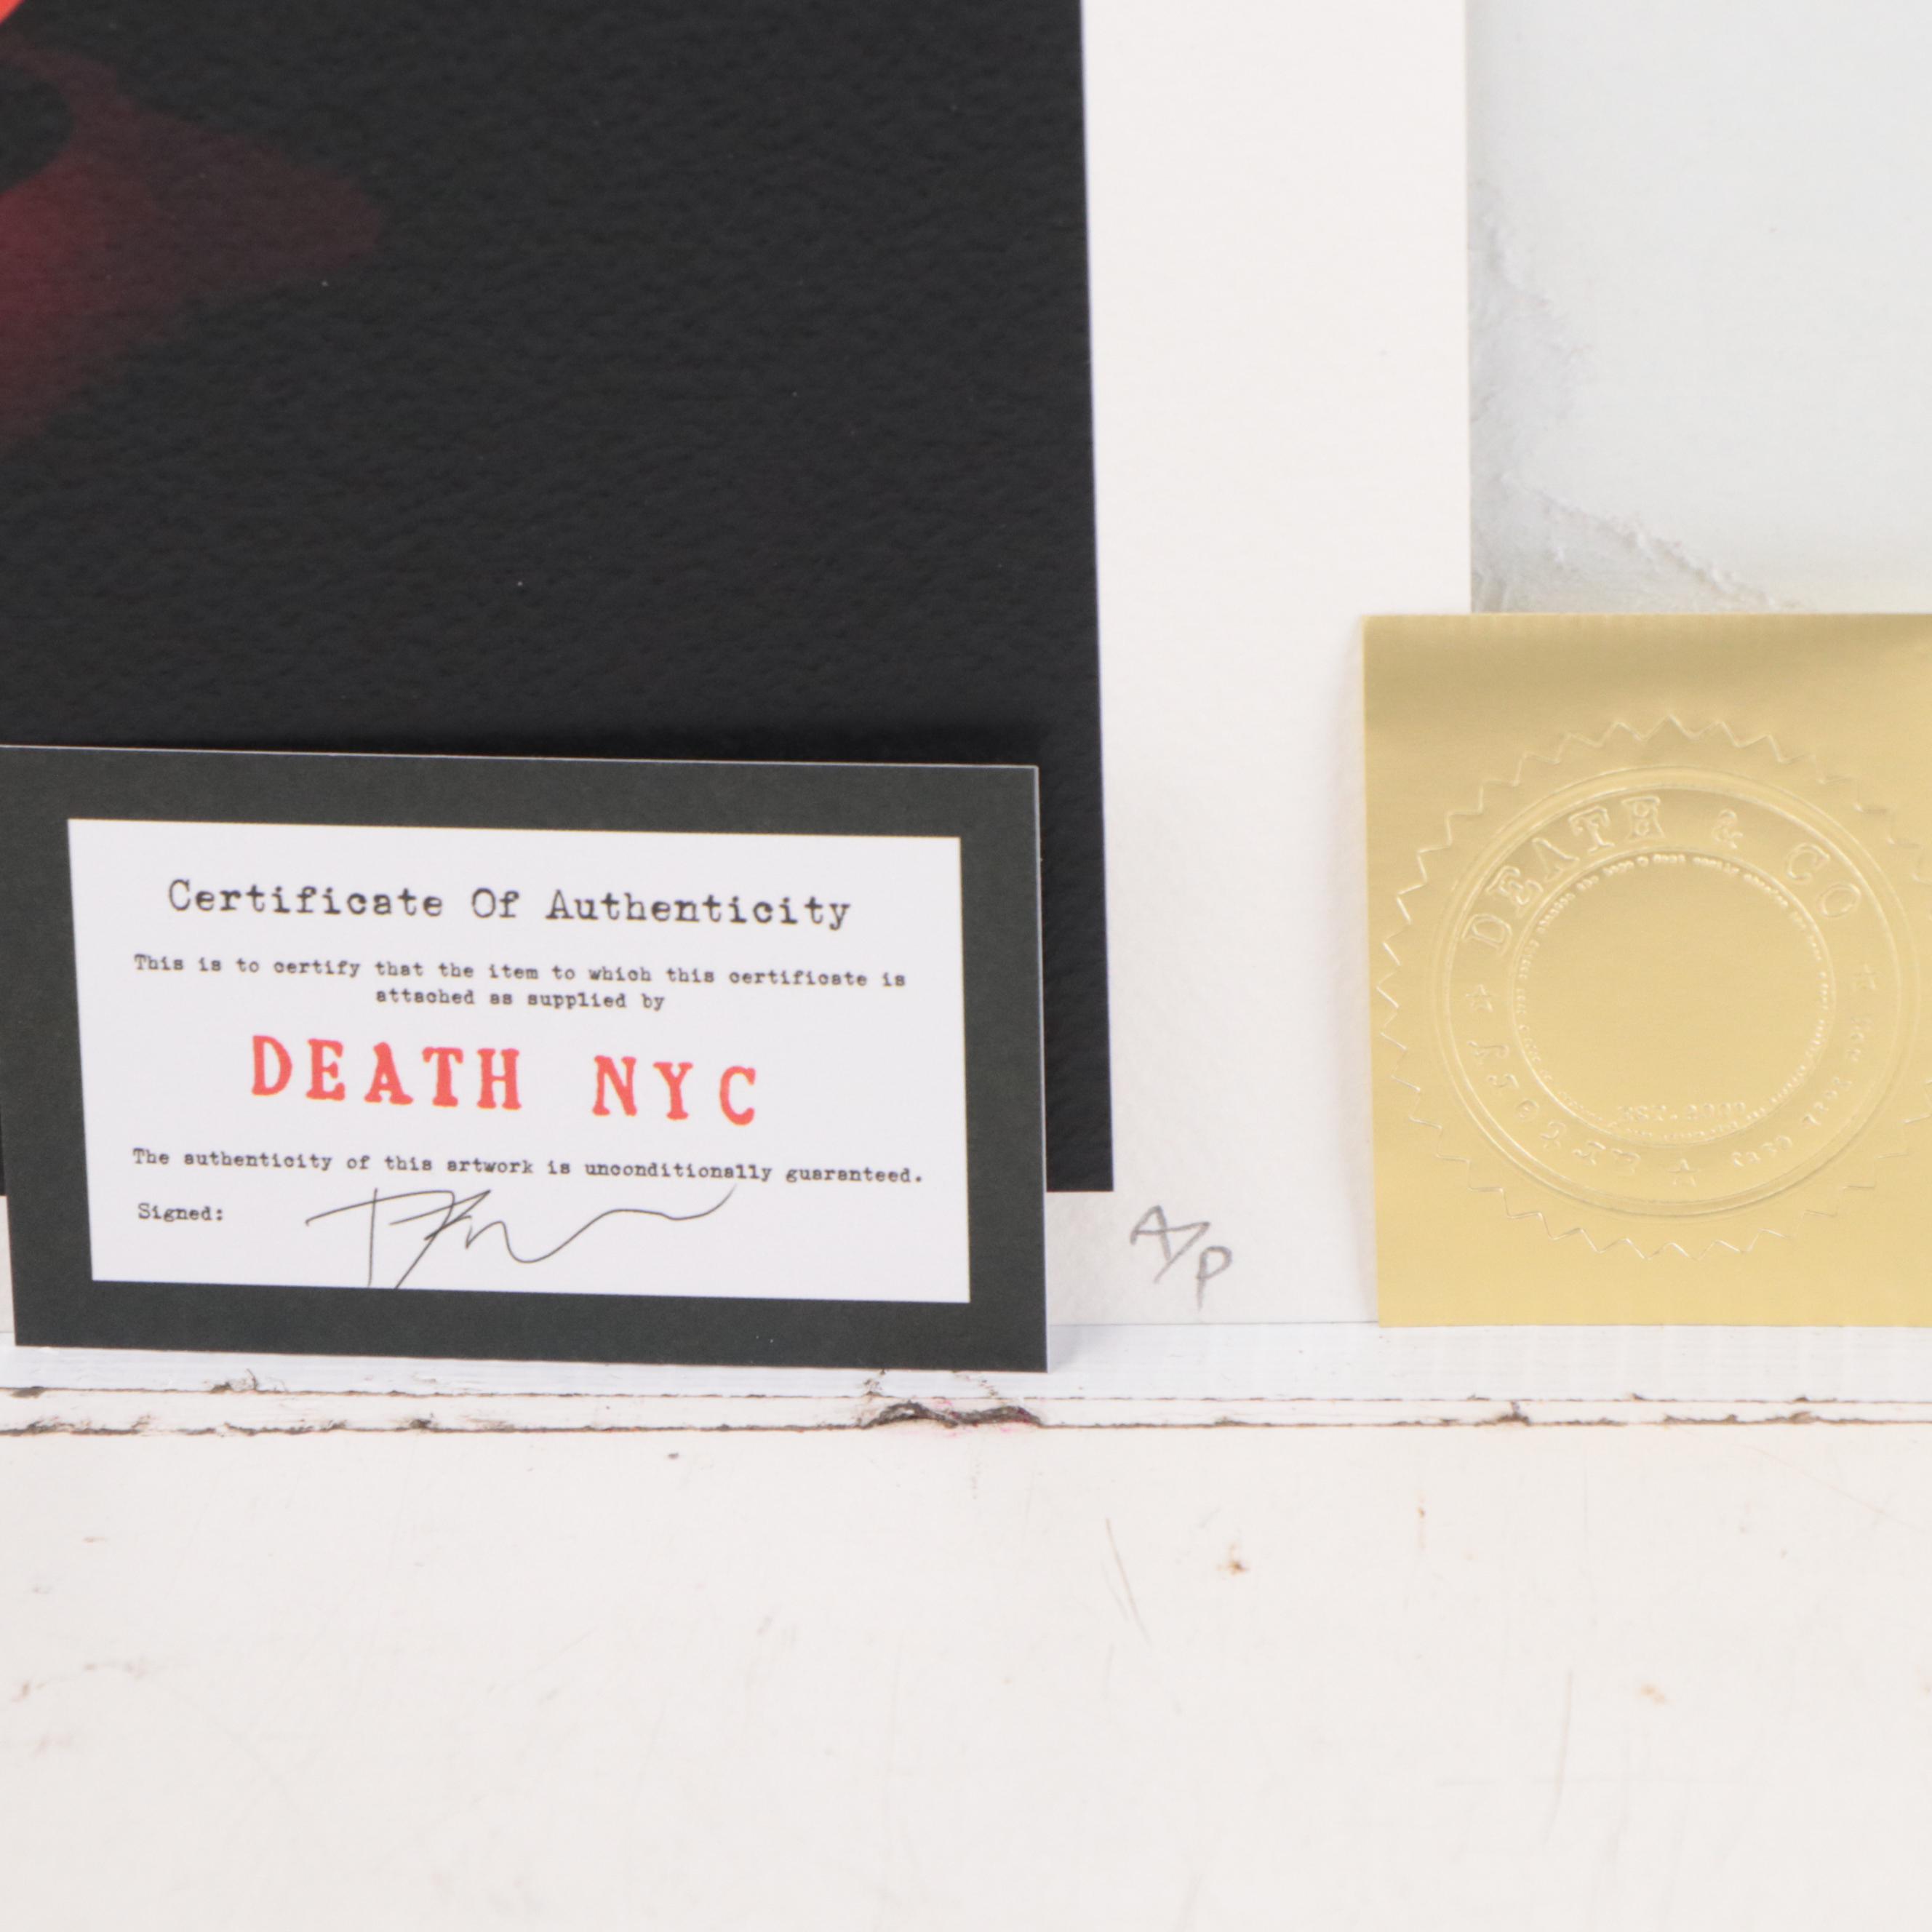 Certificate Of Authenticity
This is to certify that the item to which this certificate is
attached as supplied by
DEATH NYC
The authenticity of this artwork is unconditionally guaranteed.
Signed:
A/P
DEATH & CO